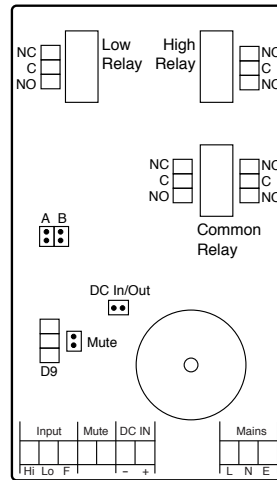 NC Low High NC
C Relay Relay C
NO NO
NC NC
C C
NO NO
Common
Relay
A B
DC In/Out
Mute
D9
Input Mute DC IN Mains
Hi Lo F − + L N E